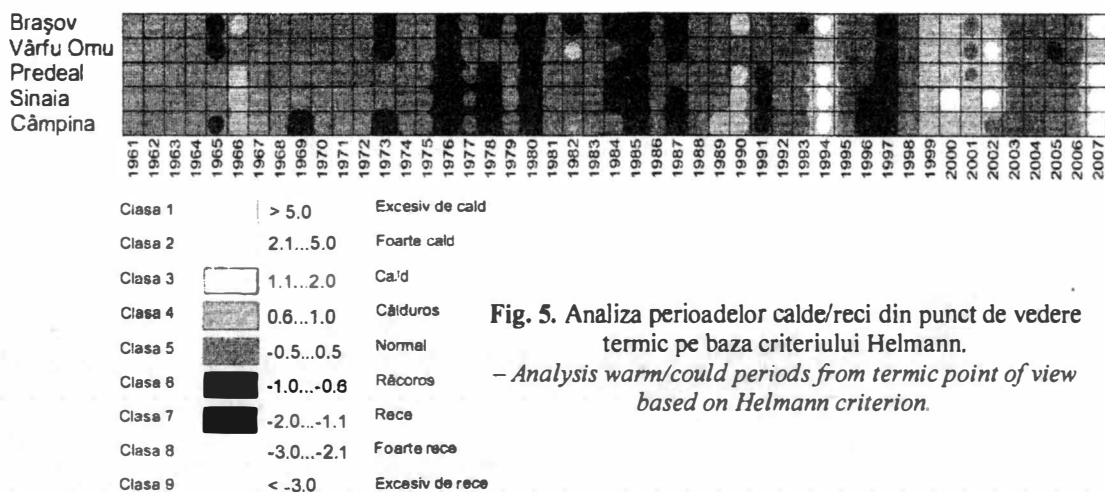 Braşov
Vârfu Omu
Predeal
Sinaia
Câmpina
1961 1962 1963 1964 1965 1966 1967 1968 1969 1970 1971 1972 1973 1974 1975 1976 1977 1978 1979 1980 1981 1982 1983 1984 1985 1986 1987 1988 1989 1990 1991 1992 1993 1994 1995 1996 1997 1998 1999 2000 2001 2002 2003 2004 2005 2006 2007
Clasa 1 > 5.0 Excesiv de cald
Clasa 2 2.1...5.0 Foarte cald
Clasa 3 1.1...2.0 Cald
Clasa 4 0.6...1.0 Călduros
Clasa 5 -0.5...0.5 Normal
Clasa 6 -1.0...-0.6 Răcoros
Clasa 7 -2.0...-1.1 Rece
Clasa 8 -3.0...-2.1 Foarte rece
Clasa 9 < -3.0 Excesiv de rece
Fig. 5. Analiza perioadelor calde/reci din punct de vedere
termic pe baza criteriului Helmann.
– Analysis warm/could periods from termic point of view
based on Helmann criterion.